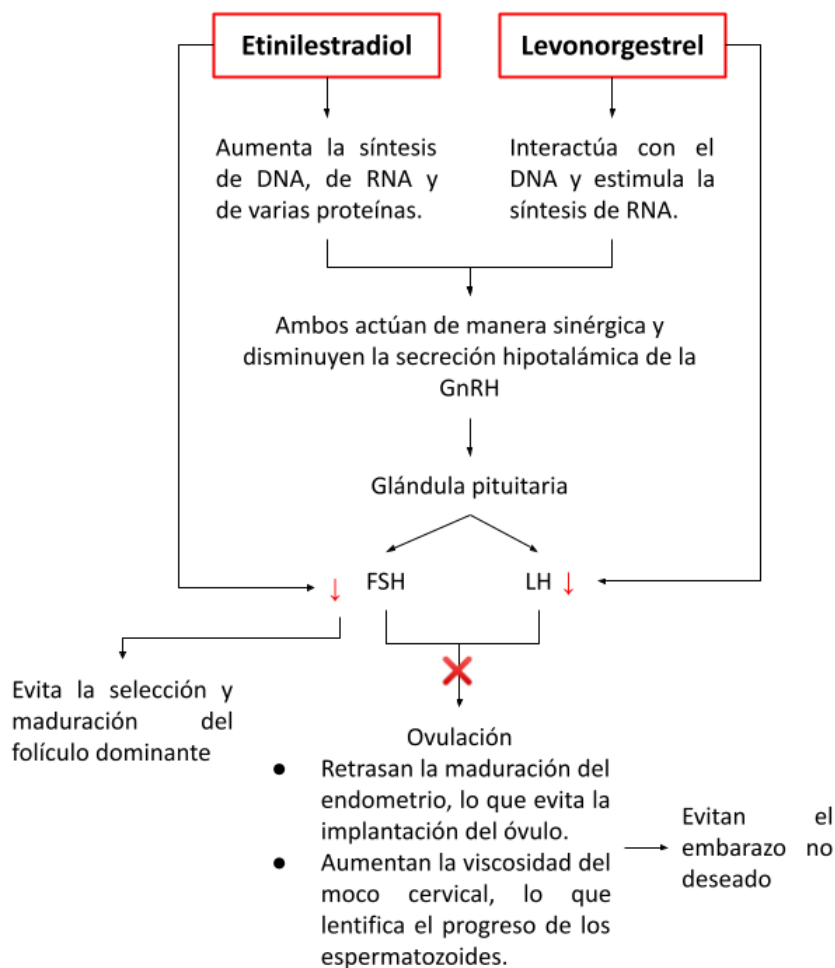 Etinilestradiol
Levonorgestrel
Aumenta la síntesis
de DNA, de RNA y
de varias proteínas.
Interactúa con el
DNA y estimula la
síntesis de RNA.
Ambos actúan de manera sinérgica y
disminuyen la secreción hipotalámica de la
GnRH
Glándula pituitaria
↓ FSH
LH ↓
Evita la selección y
maduración del
folículo dominante
Ovulación
● Retrasan la maduración del
endometrio, lo que evita la
implantación del óvulo.
● Aumentan la viscosidad del
moco cervical, lo que
lentifica el progreso de los
espermatozoides.
Evitan el
embarazo no
deseado